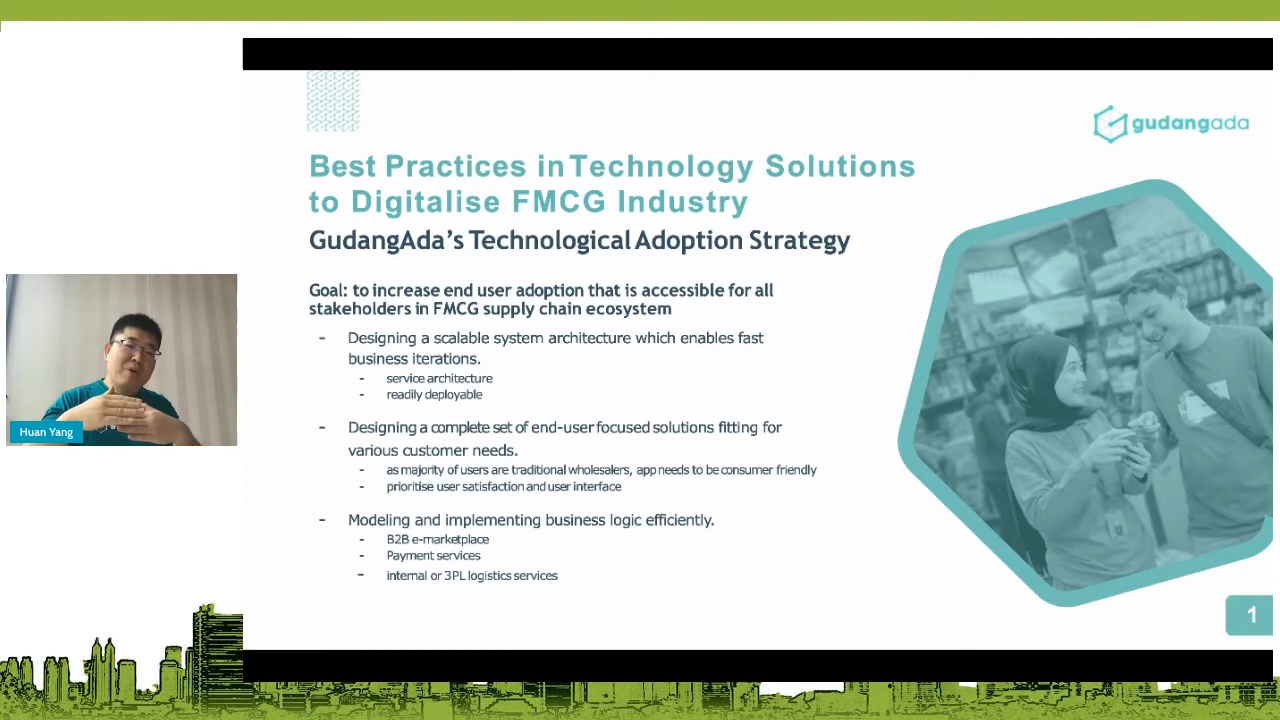 gudangada
Best Practices in Technology Solutions
to Digitalise FMCG Industry
GudangAda's Technological Adoption Strategy
Goal: to increase end user adoption that is accessible for all
stakeholders in FMCG supply chain ecosystem
- Designing a scalable system architecture which enables fast
business iterations.
- service architecture
- readily deployable
- Designing a complete set of end-user focused solutions fitting for
various customer needs.
- as majority of users are traditional wholesalers, app needs to be consumer friendly
- prioritise user satisfaction and user interface
- Modeling and implementing business logic efficiently.
- B2B e-marketplace
- Payment services
- internal or 3PL logistics services
Huan Yang
1